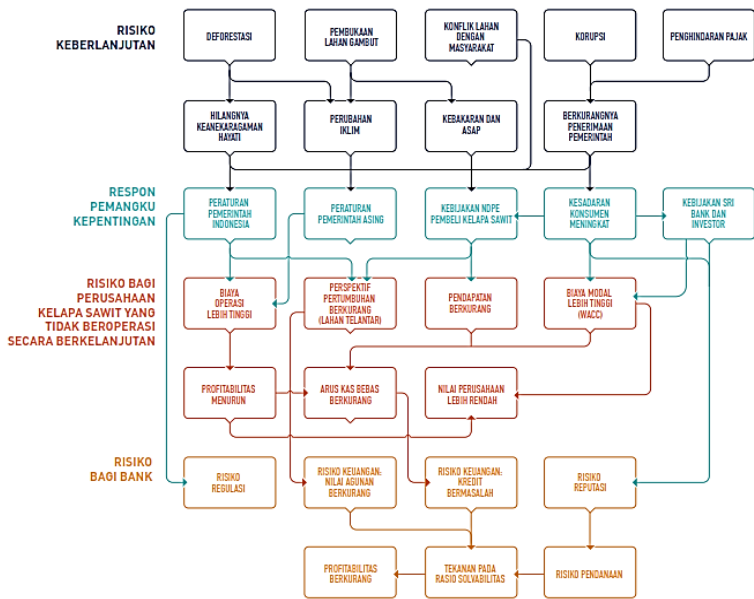 RISIKO
KEBERLANJUTAN
DEFORESTASI
PEMBUKAAN
LAHAN GAMBUT
KONFLIK LAHAN
DENGAN
MASYARAKAT
KORUPSI
PENGHINDARAN PAJAK
HILANGNYA
KEANEKARAGAMAN
HAYATI
PERUBAHAN
IKLIM
KEBAKARAN DAN
ASAP
BERKURANGNYA
PENERIMAAN
PEMERINTAH
RESPON
PEMANGKU
KEPENTINGAN
PERATURAN
PEMERINTAH
INDONESIA
PERATURAN
PEMERINTAH ASING
KEBIJAKAN NDPE
PEMBELI KELAPA SAWIT
KESADARAN
KONSUMEN
MENINGKAT
KEBIJAKAN SRI
BANK DAN
INVESTOR
RISIKO BAGI
PERUSAHAAN
KELAPA SAWIT YANG
TIDAK BEROPERASI
SECARA BERKELANJUTAN
BIAYA
OPERASI
LEBIH TINGGI
PERSPEKTIF
PERTUMBUHAN
BERKURANG
(LAHAN TELANTAR)
PENDAPATAN
BERKURANG
BIAYA MODAL
LEBIH TINGGI
(WACC)
PROFITABILITAS
MENURUN
ARUS KAS BEBAS
BERKURANG
NILAI PERUSAHAAN
LEBIH RENDAH
RISIKO
BAGI BANK
RISIKO
REGULASI
RISIKO KEUANGAN:
NILAI AGUNAN
BERKURANG
RISIKO KEUANGAN:
KREDIT
BERMASALAH
RISIKO
REPUTASI
PROFITABILITAS
BERKURANG
TEKANAN PADA
RASIO SOLVABILITAS
RISIKO PENDANAAN